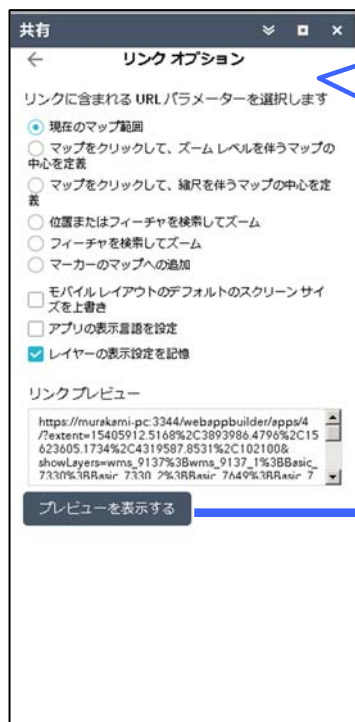 共有
リンク オプション
リンクに含まれる URL パラメーターを選択します
現在のマップ範囲
マップをクリックして、ズーム レベルを伴うマップの
中心を定義
マップをクリックして、縮尺を伴うマップの中心を定
義
位置またはフィーチャを検索してズーム
フィーチャを検索してズーム
マーカーのマップへの追加
モバイル レイアウトのデフォルトのスクリーン サイ
ズを上書き
アプリの表示言語を設定
レイヤーの表示設定を記憶
リンク プレビュー
https://murakami-pc:3344/webappbuilder/apps/4
/?extent=15405912.5168%2C3893986.4796%2C15
623605.1734%2C4319587.8531%2C102100&
showLayers=wms_9137%3Bwms_9137_1%3BBasic_
7330%3BBasic_7330_2%3BBasic_7649%3BBasic_7
プレビューを表示する